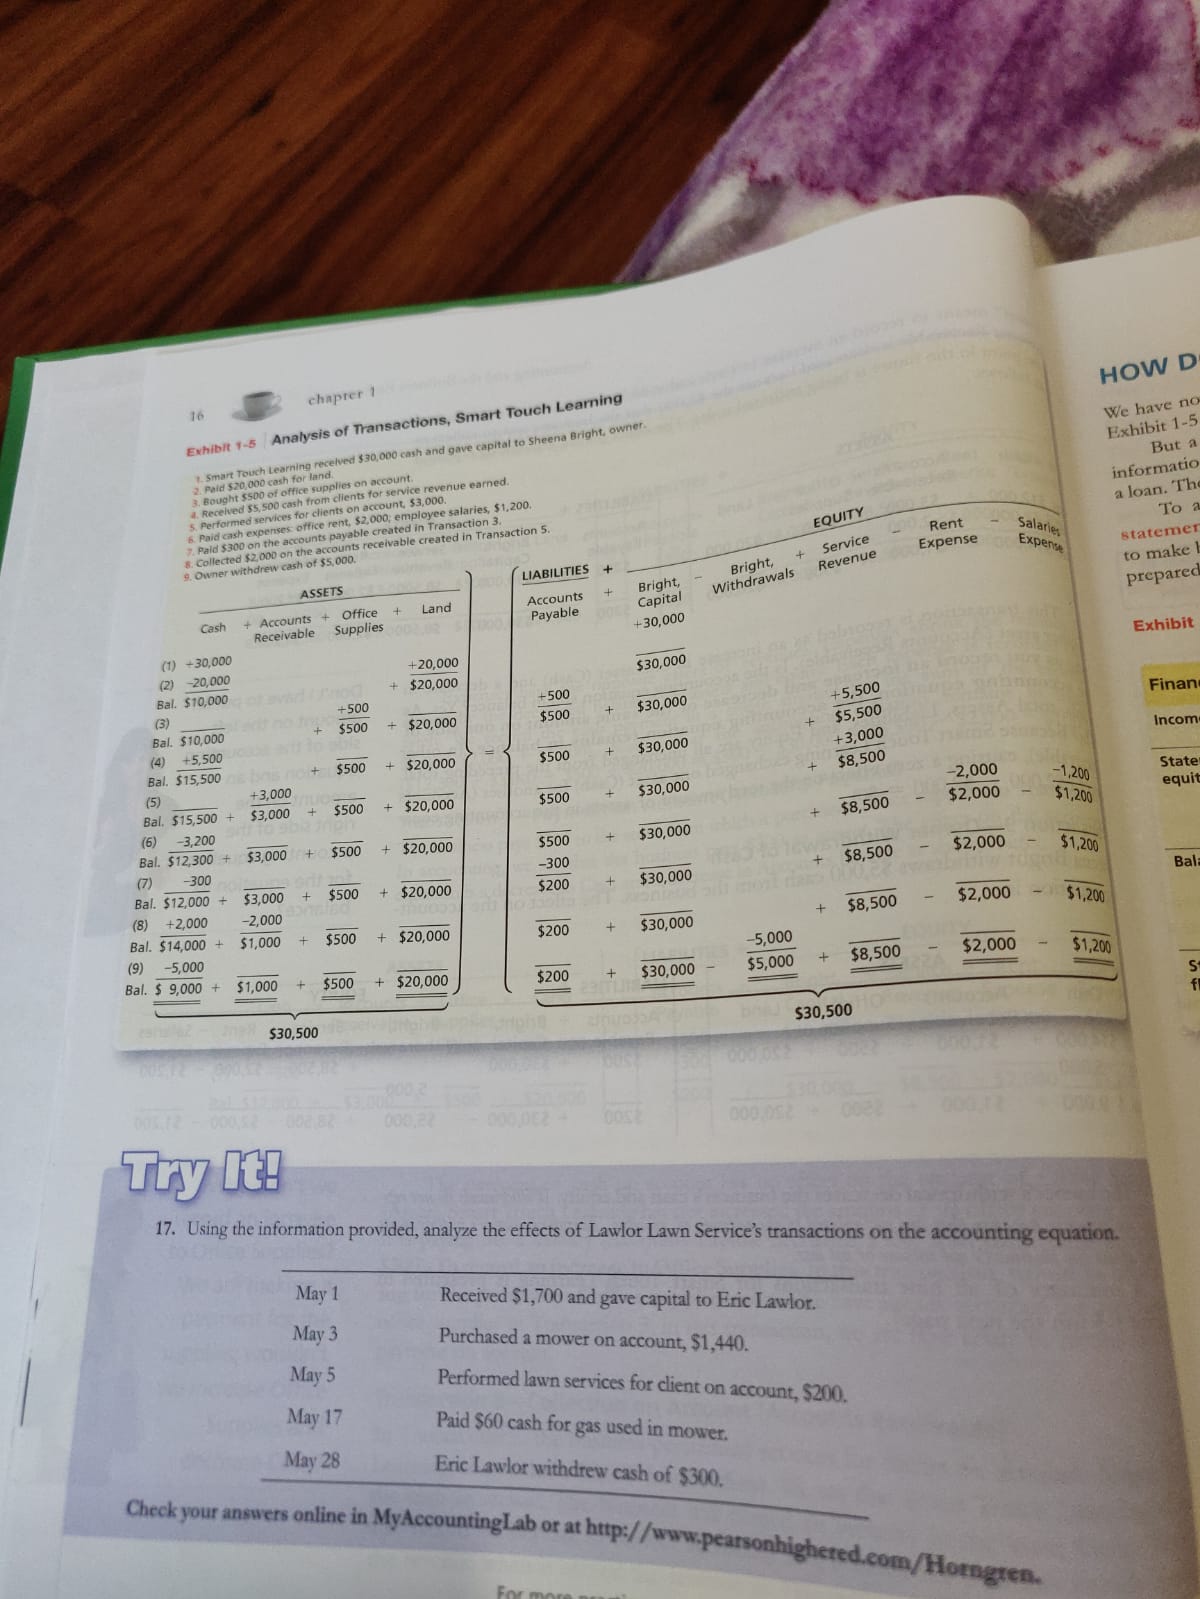 16 chapter 1
Exhibit 1-5 Analysis of Transactions, Smart Touch Learning
1. Smart Touch Learning received $30,000 cash and gave capital to Sheena Bright, owner.
2. Paid $20,000 cash for land.
3. Bought $500 of office supplies on account.
4. Received $5,500 cash from clients for service revenue earned.
5. Performed services for clients on account, $3,000.
6. Paid cash expenses: office rent, $2,000; employee salaries, $1,200.
7. Paid $300 on the accounts payable created in Transaction 3.
8. Collected $2,000 on the accounts receivable created in Transaction 5.
9. Owner withdrew cash of $5,000.
ASSETS LIABILITIES + EQUITY
Cash + Accounts Receivable + Office Supplies + Land = Accounts Payable + Bright, Capital – Bright, Withdrawals + Service Revenue – Rent Expense – Salaries Expense
(1) +30,000 +30,000
(2) –20,000 +20,000
Bal. $10,000 + $20,000 $30,000
(3) +500 +500
Bal. $10,000 + $500 + $20,000 $500 + $30,000
(4) +5,500 +5,500
Bal. $15,500 + $500 + $20,000 $500 + $30,000 + $5,500
(5) +3,000 +3,000
Bal. $15,500 + $3,000 + $500 + $20,000 $500 + $30,000 + $8,500
(6) –3,200 –2,000 –1,200
Bal. $12,300 + $3,000 + $500 + $20,000 $500 + $30,000 + $8,500 – $2,000 – $1,200
(7) –300 –300
Bal. $12,000 + $3,000 + $500 + $20,000 $200 + $30,000 + $8,500 – $2,000 – $1,200
(8) +2,000 –2,000
Bal. $14,000 + $1,000 + $500 + $20,000 $200 + $30,000 + $8,500 – $2,000 – $1,200
(9) –5,000 –5,000
Bal. $ 9,000 + $1,000 + $500 + $20,000 $200 + $30,000 – $5,000 + $8,500 – $2,000 – $1,200
$30,500 $30,500
Try It!
17. Using the information provided, analyze the effects of Lawlor Lawn Service's transactions on the accounting equation.
May 1 Received $1,700 and gave capital to Eric Lawlor.
May 3 Purchased a mower on account, $1,440.
May 5 Performed lawn services for client on account, $200.
May 17 Paid $60 cash for gas used in mower.
May 28 Eric Lawlor withdrew cash of $300.
Check your answers online in MyAccountingLab or at http://www.pearsonhighered.com/Horngren.
For more
HOW D
We have no
Exhibit 1-5
But a
informatio
a loan. The
To a
statemen
to make
prepared
Exhibit
Finan
Incom
State
equit
Bala